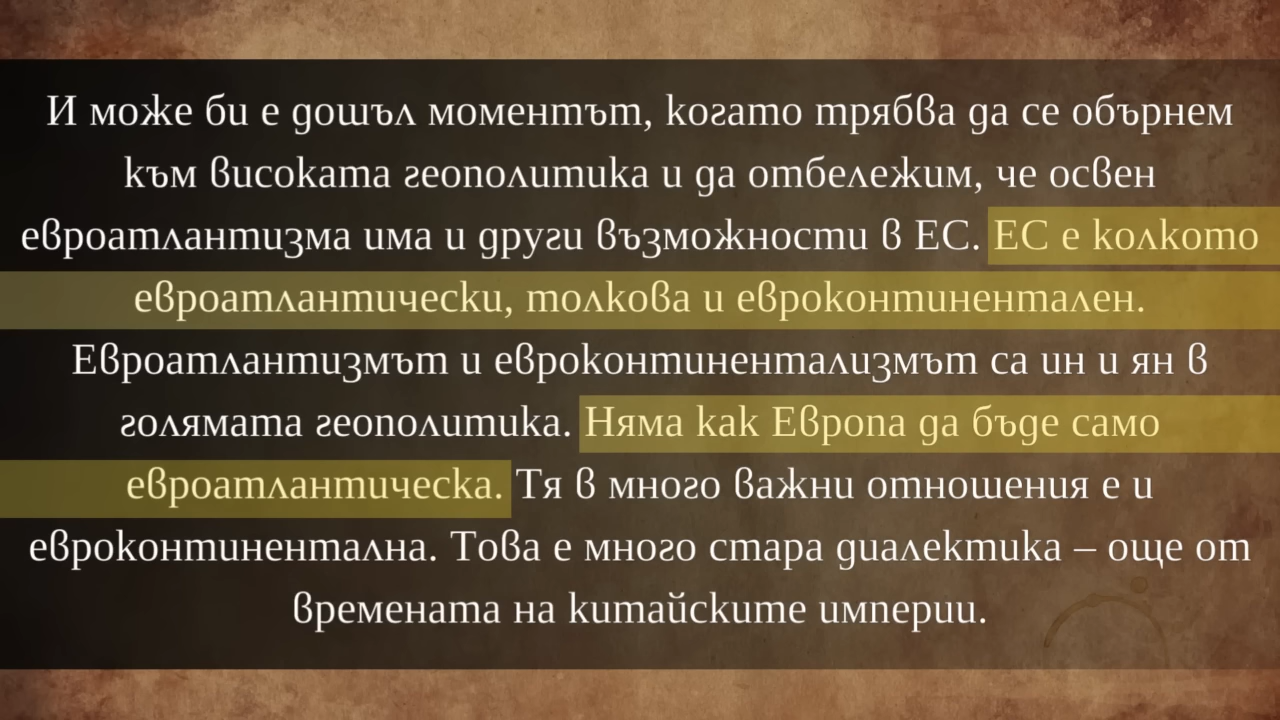 И може би е дошъл моментът, когато трябва да се обърнем
към високата геополитика и да отбележим, че освен
евроатлантизма има и други възможности в ЕС. ЕС е колкото
евроатлантически, толкова и евроконтинентален.
Евроатлантизмът и евроконтинентализмът са ин и ян в
голямата геополитика. Няма как Европа да бъде само
евроатлантическа. Тя в много важни отношения е и
евроконтинентална. Това е много стара диалектика – още от
времената на китайските империи.